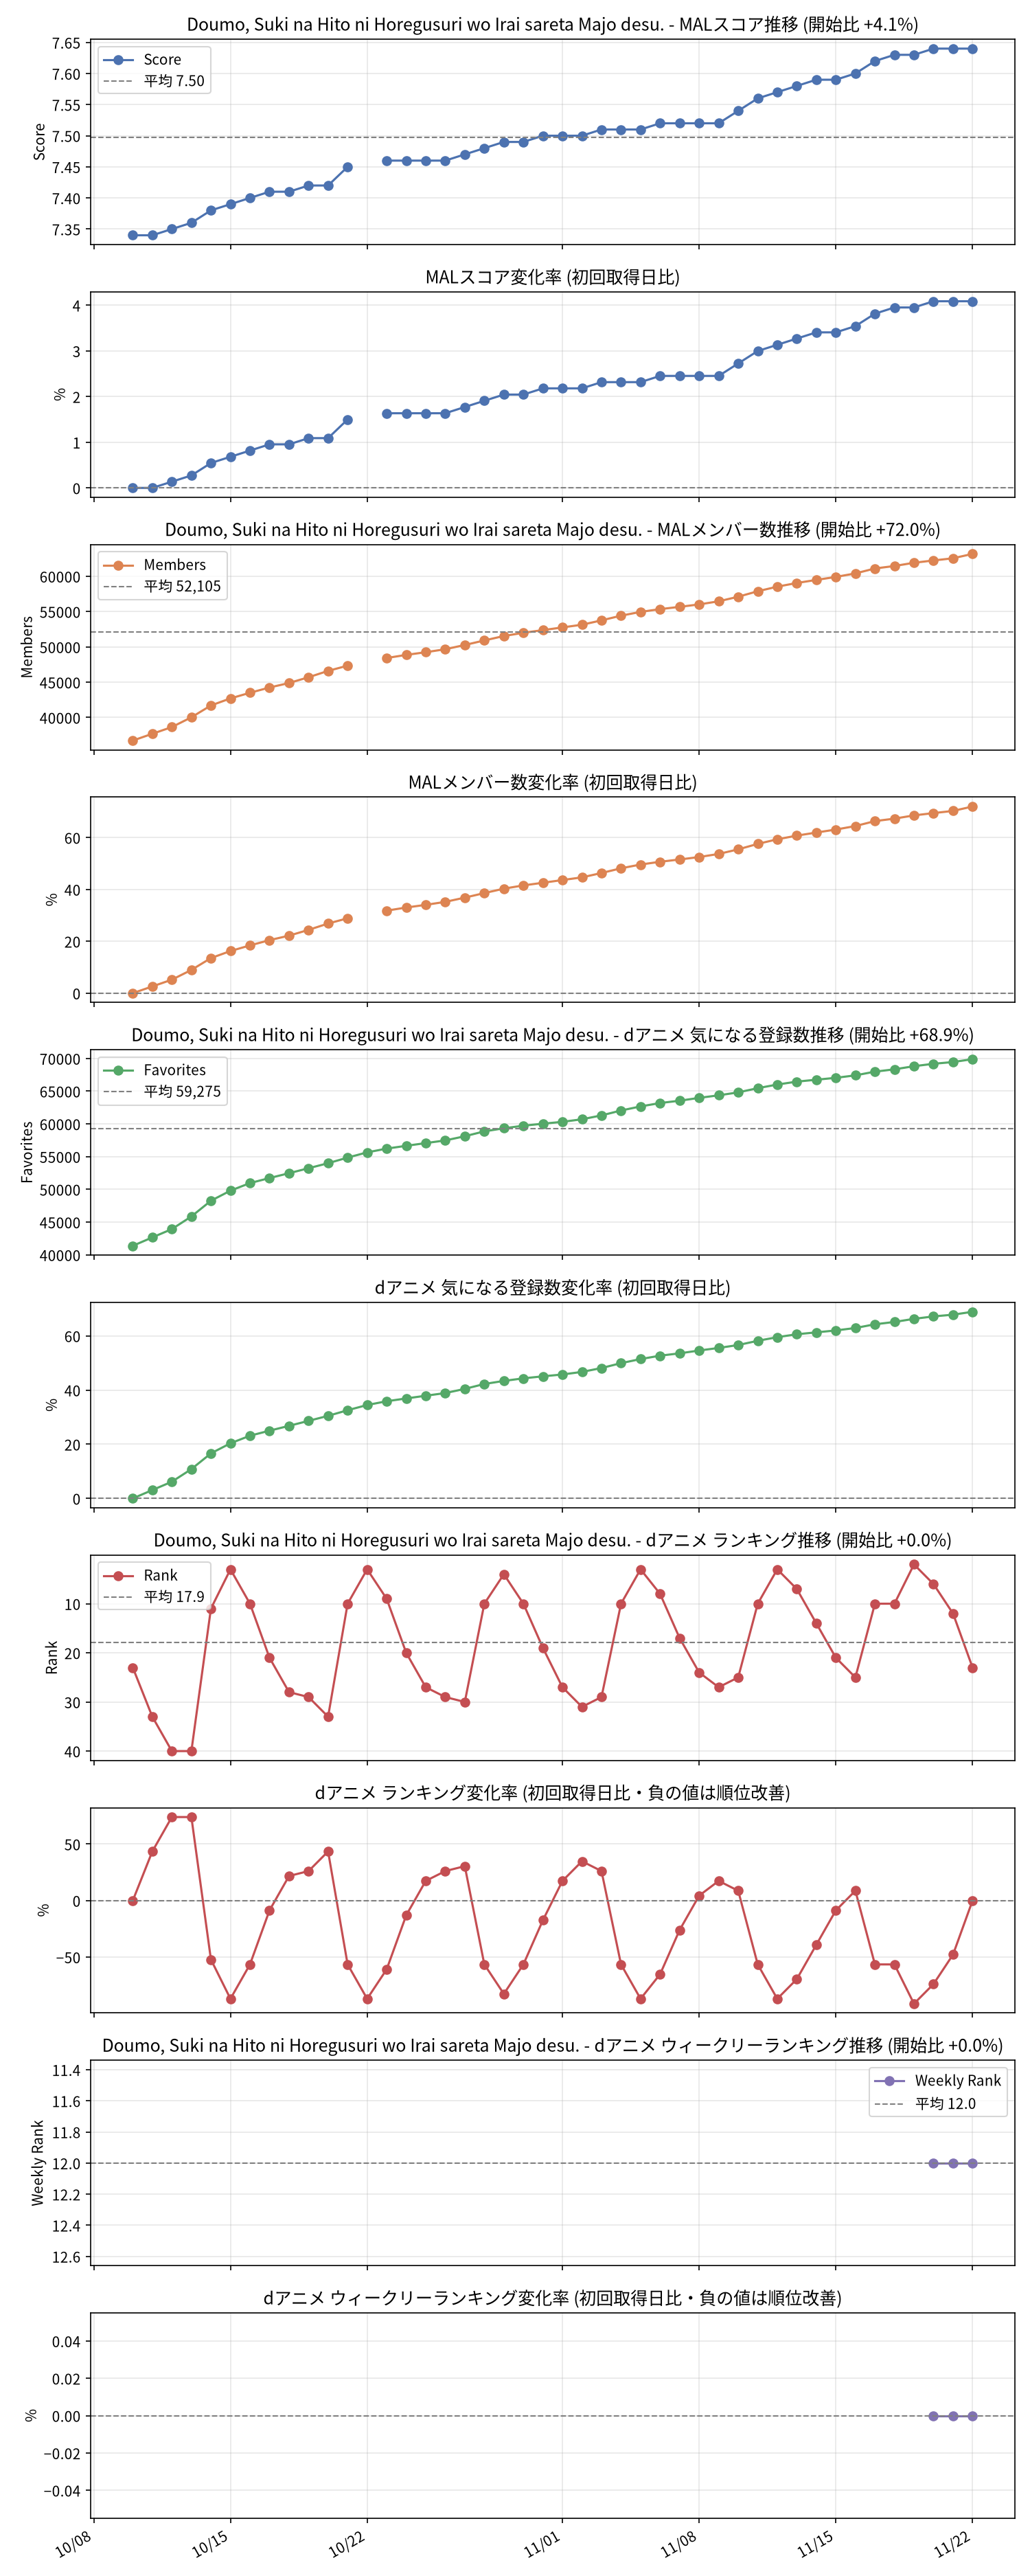 Doumo, Suki na Hito ni Horegusuri wo Irai sareta Majo desu. - MALスコア推移 (開始比 +4.1%)
7.65
7.60
7.55
7.50
7.45
7.40
7.35
Score
Score
平均 7.50
MALスコア変化率 (初回取得日比)
4
3
2
1
0
%
Doumo, Suki na Hito ni Horegusuri wo Irai sareta Majo desu. - MALメンバー数推移 (開始比 +72.0%)
60000
55000
50000
45000
40000
Members
Members
平均 52,105
MALメンバー数変化率 (初回取得日比)
60
40
20
0
%
Doumo, Suki na Hito ni Horegusuri wo Irai sareta Majo desu. - dアニメ 気になる登録数推移 (開始比 +68.9%)
70000
65000
60000
55000
50000
45000
40000
Favorites
Favorites
平均 59,275
dアニメ 気になる登録数変化率 (初回取得日比)
60
40
20
0
%
Doumo, Suki na Hito ni Horegusuri wo Irai sareta Majo desu. - dアニメ ランキング推移 (開始比 +0.0%)
10
20
30
40
Rank
Rank
平均 17.9
dアニメ ランキング変化率 (初回取得日比・負の値は順位改善)
50
0
−50
%
Doumo, Suki na Hito ni Horegusuri wo Irai sareta Majo desu. - dアニメ ウィークリーランキング推移 (開始比 +0.0%)
11.4
11.6
11.8
12.0
12.2
12.4
12.6
Weekly Rank
Weekly Rank
平均 12.0
dアニメ ウィークリーランキング変化率 (初回取得日比・負の値は順位改善)
0.04
0.02
0.00
−0.02
−0.04
%
10/08
10/15
10/22
11/01
11/08
11/15
11/22